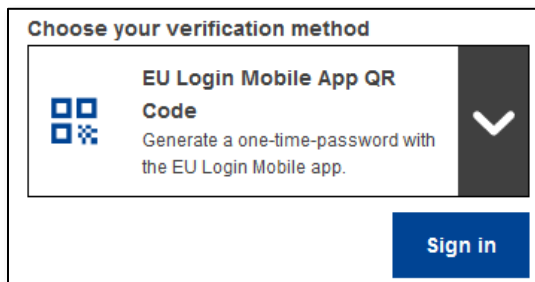 Choose your verification method
EU Login Mobile App QR
Code
Generate a one-time-password with
the EU Login Mobile app.
Sign in